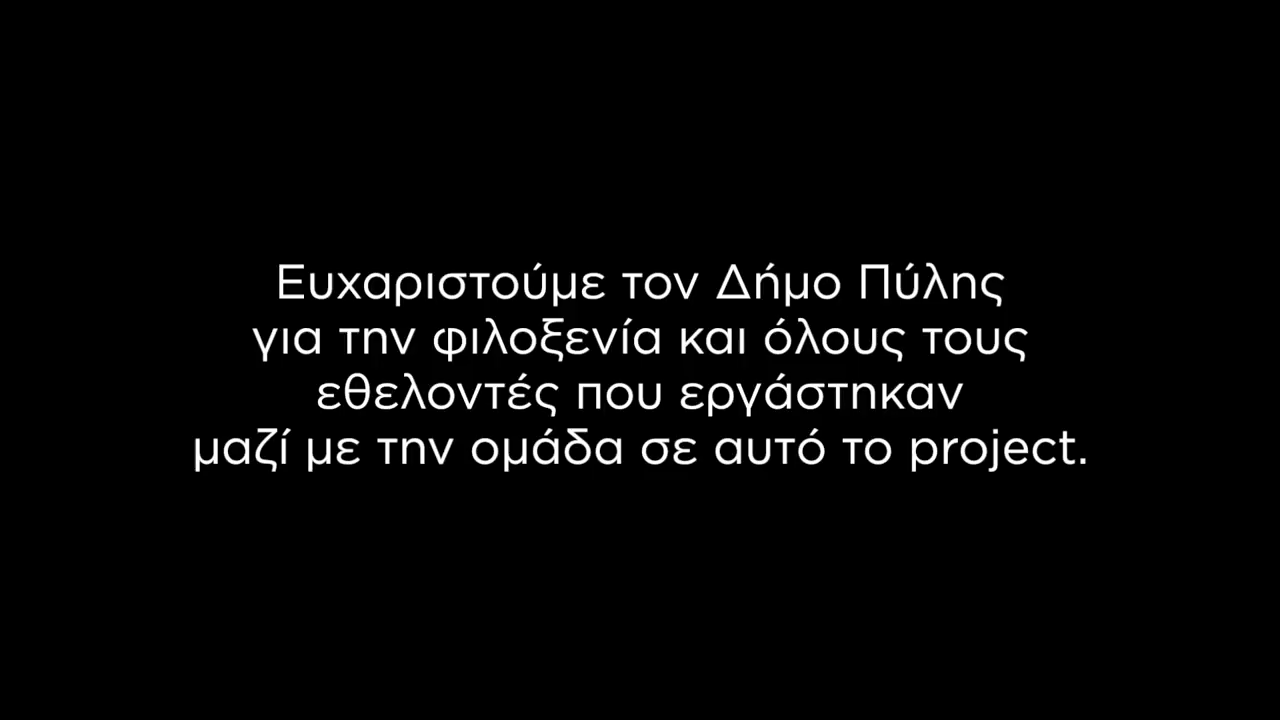 Ευχαριστούμε τον Δήμο Πύλης
για την φιλοξενία και όλους τους
εθελοντές που εργάστηκαν
μαζί με την ομάδα σε αυτό το project.